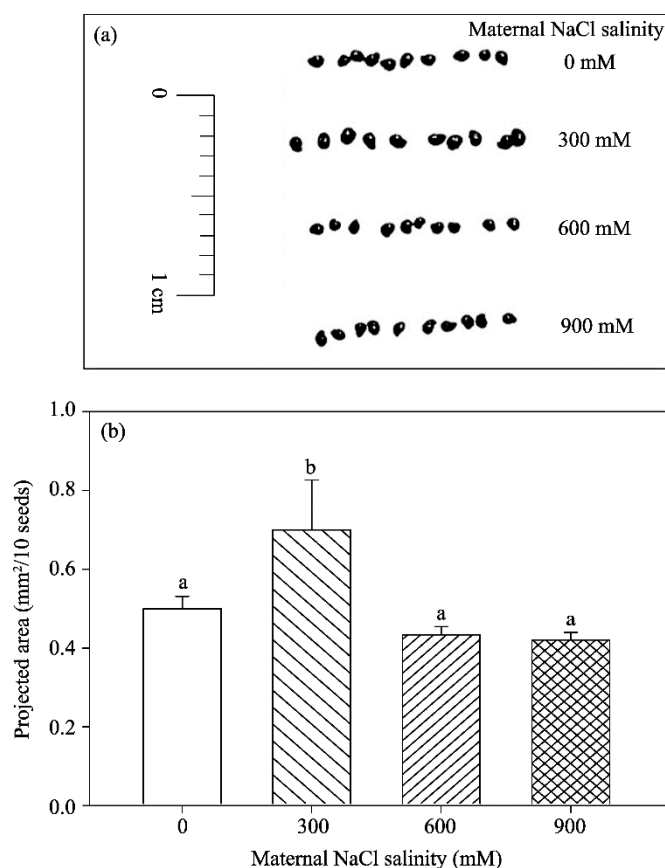 (a)
Maternal NaCl salinity
0 mM
300 mM
600 mM
900 mM
0
1 cm
(b)
Projected area (mm²/10 seeds)
1.0
0.8
0.6
0.4
0.2
0.0
a
b
a
a
0
300
600
900
Maternal NaCl salinity (mM)